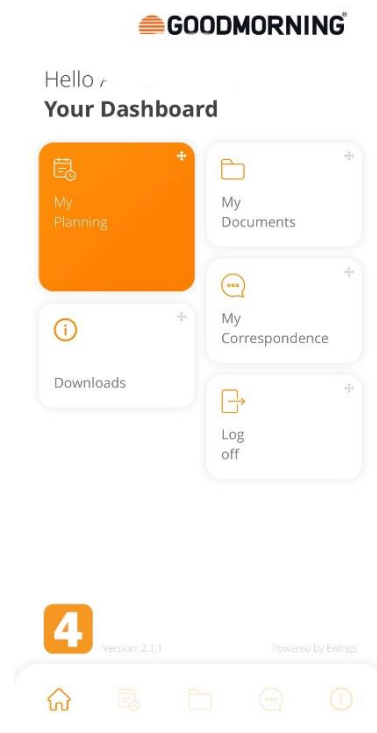 GOODMORNING®
Hello
Your Dashboard
My
Planning
My
Documents
My
Correspondence
Downloads
Log
off
4
Version: 2.1.1
Powered by Ewings